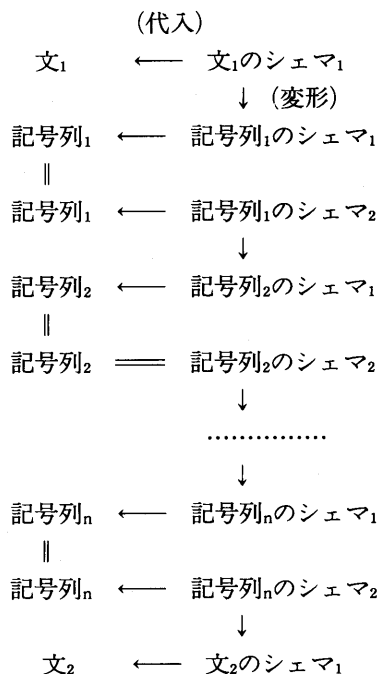 (代入)
文₁ ← 文₁のシェマ₁
↓ (変形)
記号列₁ ← 記号列₁のシェマ₁
‖
記号列₁ ← 記号列₁のシェマ₂
↓
記号列₂ ← 記号列₂のシェマ₁
‖
記号列₂ ══ 記号列₂のシェマ₂
↓
……………
↓
記号列n ← 記号列nのシェマ₁
‖
記号列n ← 記号列nのシェマ₂
↓
文₂ ← 文₂のシェマ₁